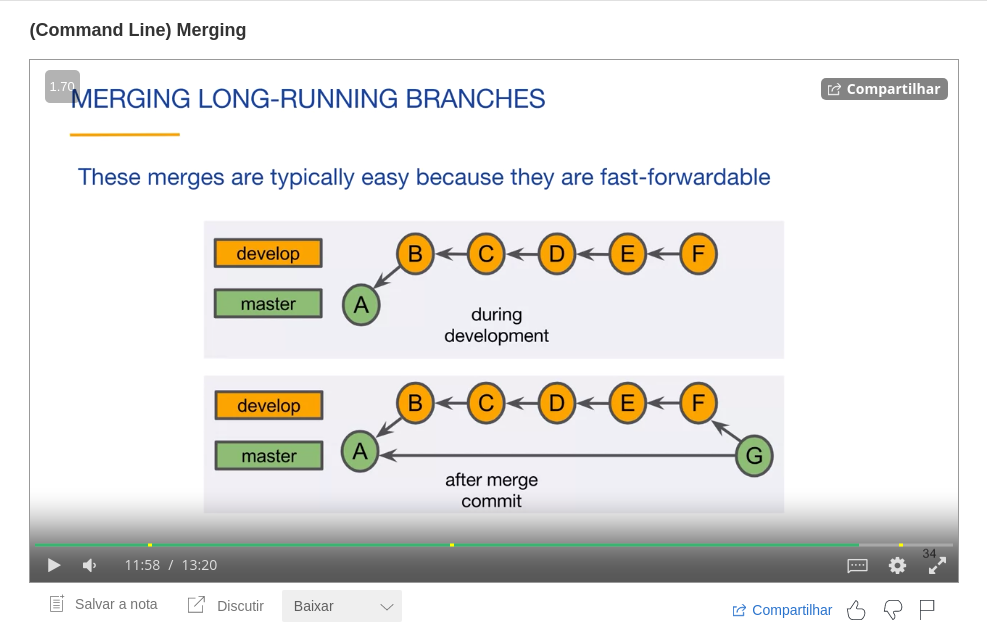 (Command Line) Merging
1.70
MERGING LONG-RUNNING BRANCHES
Compartilhar
These merges are typically easy because they are fast-forwardable
develop
B C D E F
master
A
during
development
develop
B C D E F
master
A
G
after merge
commit
34
11:58 / 13:20
Salvar a nota
Discutir
Baixar
Compartilhar